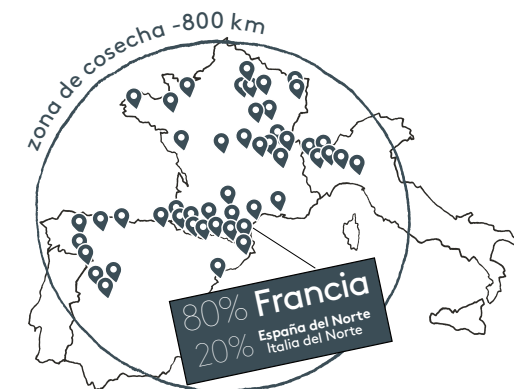 zona de cosecha -800 km
80% Francia
20% España del Norte
Italia del Norte